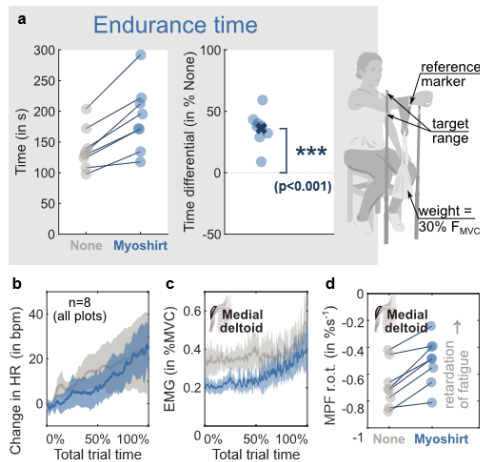 a
Endurance time
300
250
200
150
100
50
0
Time (in s)
None
Myoshirt
100
50
0
-50
Time differential (in % None)
***
(p<0.001)
reference
marker
target
range
weight =
30% FMVC
b
n=8
(all plots)
40
20
0
Change in HR (in bpm)
0%
50%
100%
Total trial time
c
Medial
deltoid
0.6
0.4
0.2
0
EMG (in %MVC)
0%
50%
100%
Total trial time
d
Medial
deltoid
0
-0.2
-0.4
-0.6
-0.8
-1
MPF r.o.t. (in %s-1)
None
Myoshirt
retardation
of fatigue